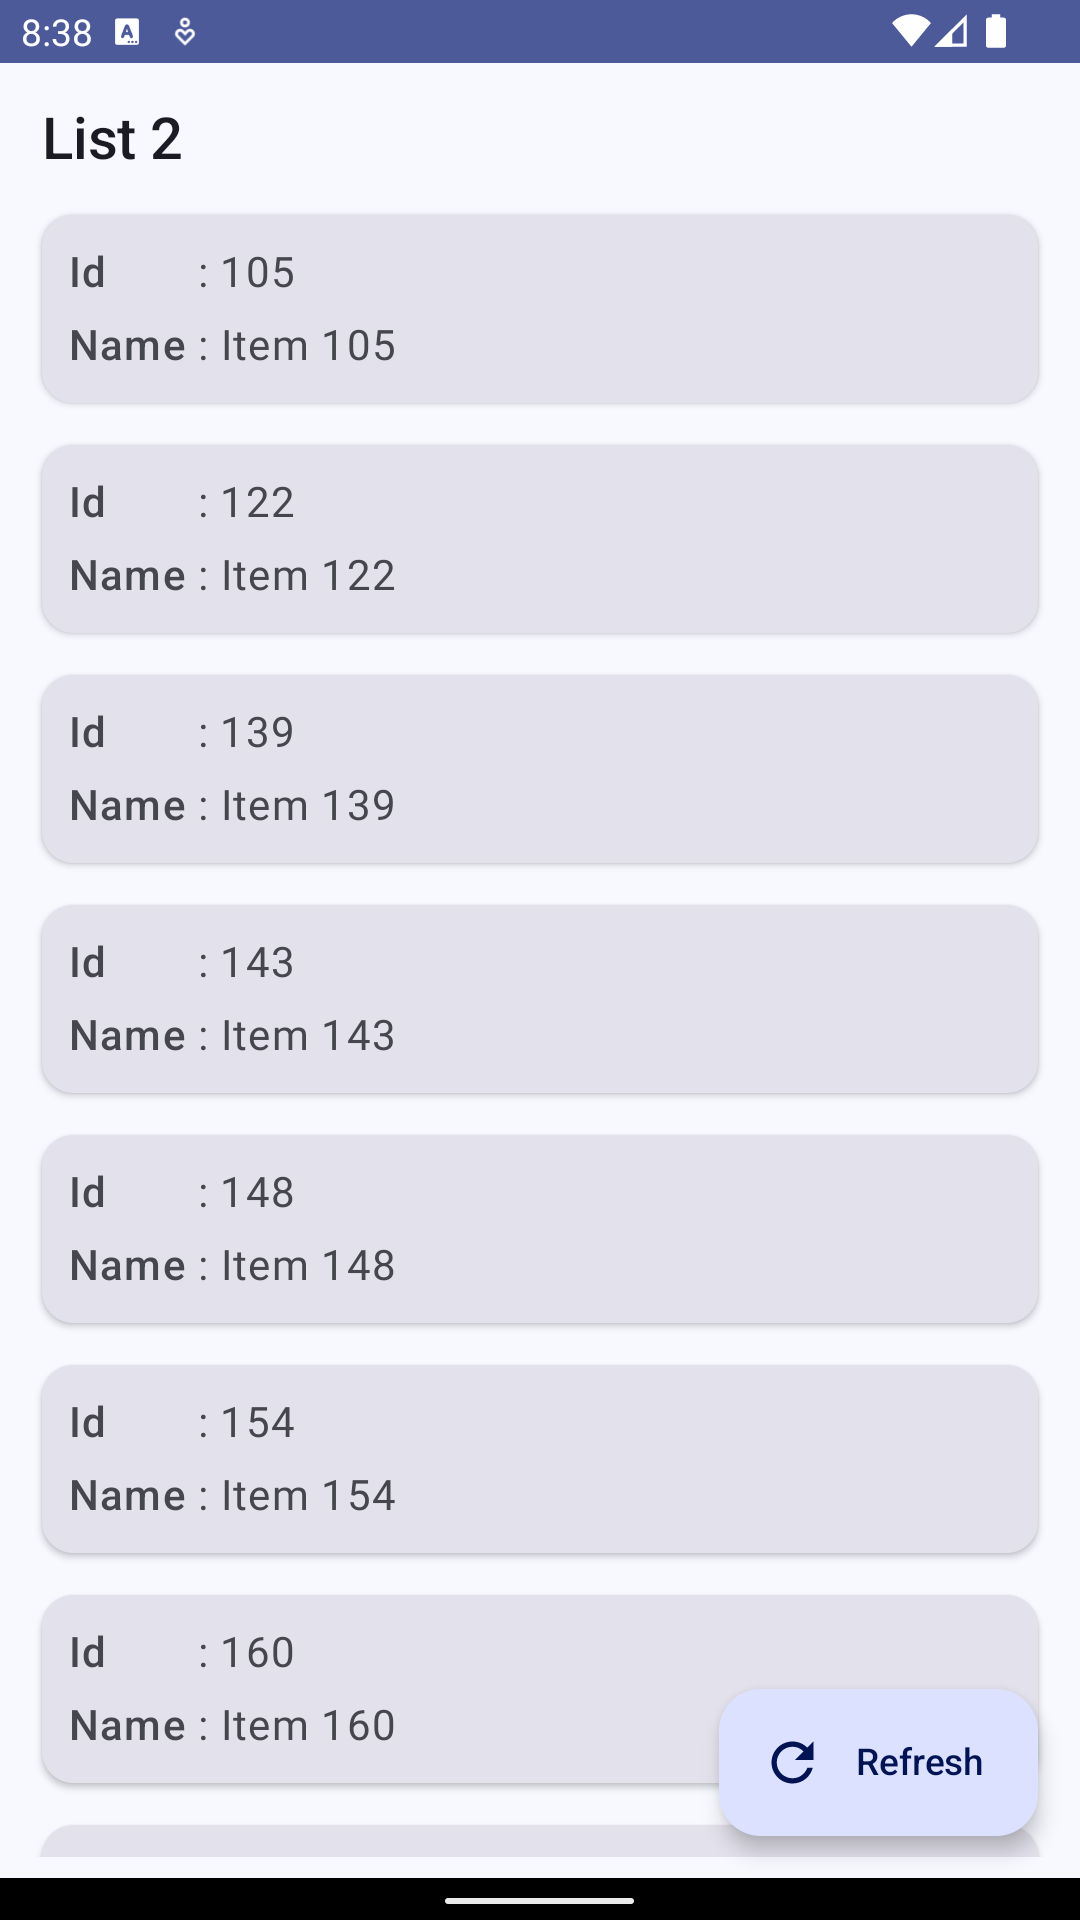 8:38
List 2
Id : 105
Name : Item 105
Id : 122
Name : Item 122
Id : 139
Name : Item 139
Id : 143
Name : Item 143
Id : 148
Name : Item 148
Id : 154
Name : Item 154
Id : 160
Name : Item 160
Refresh